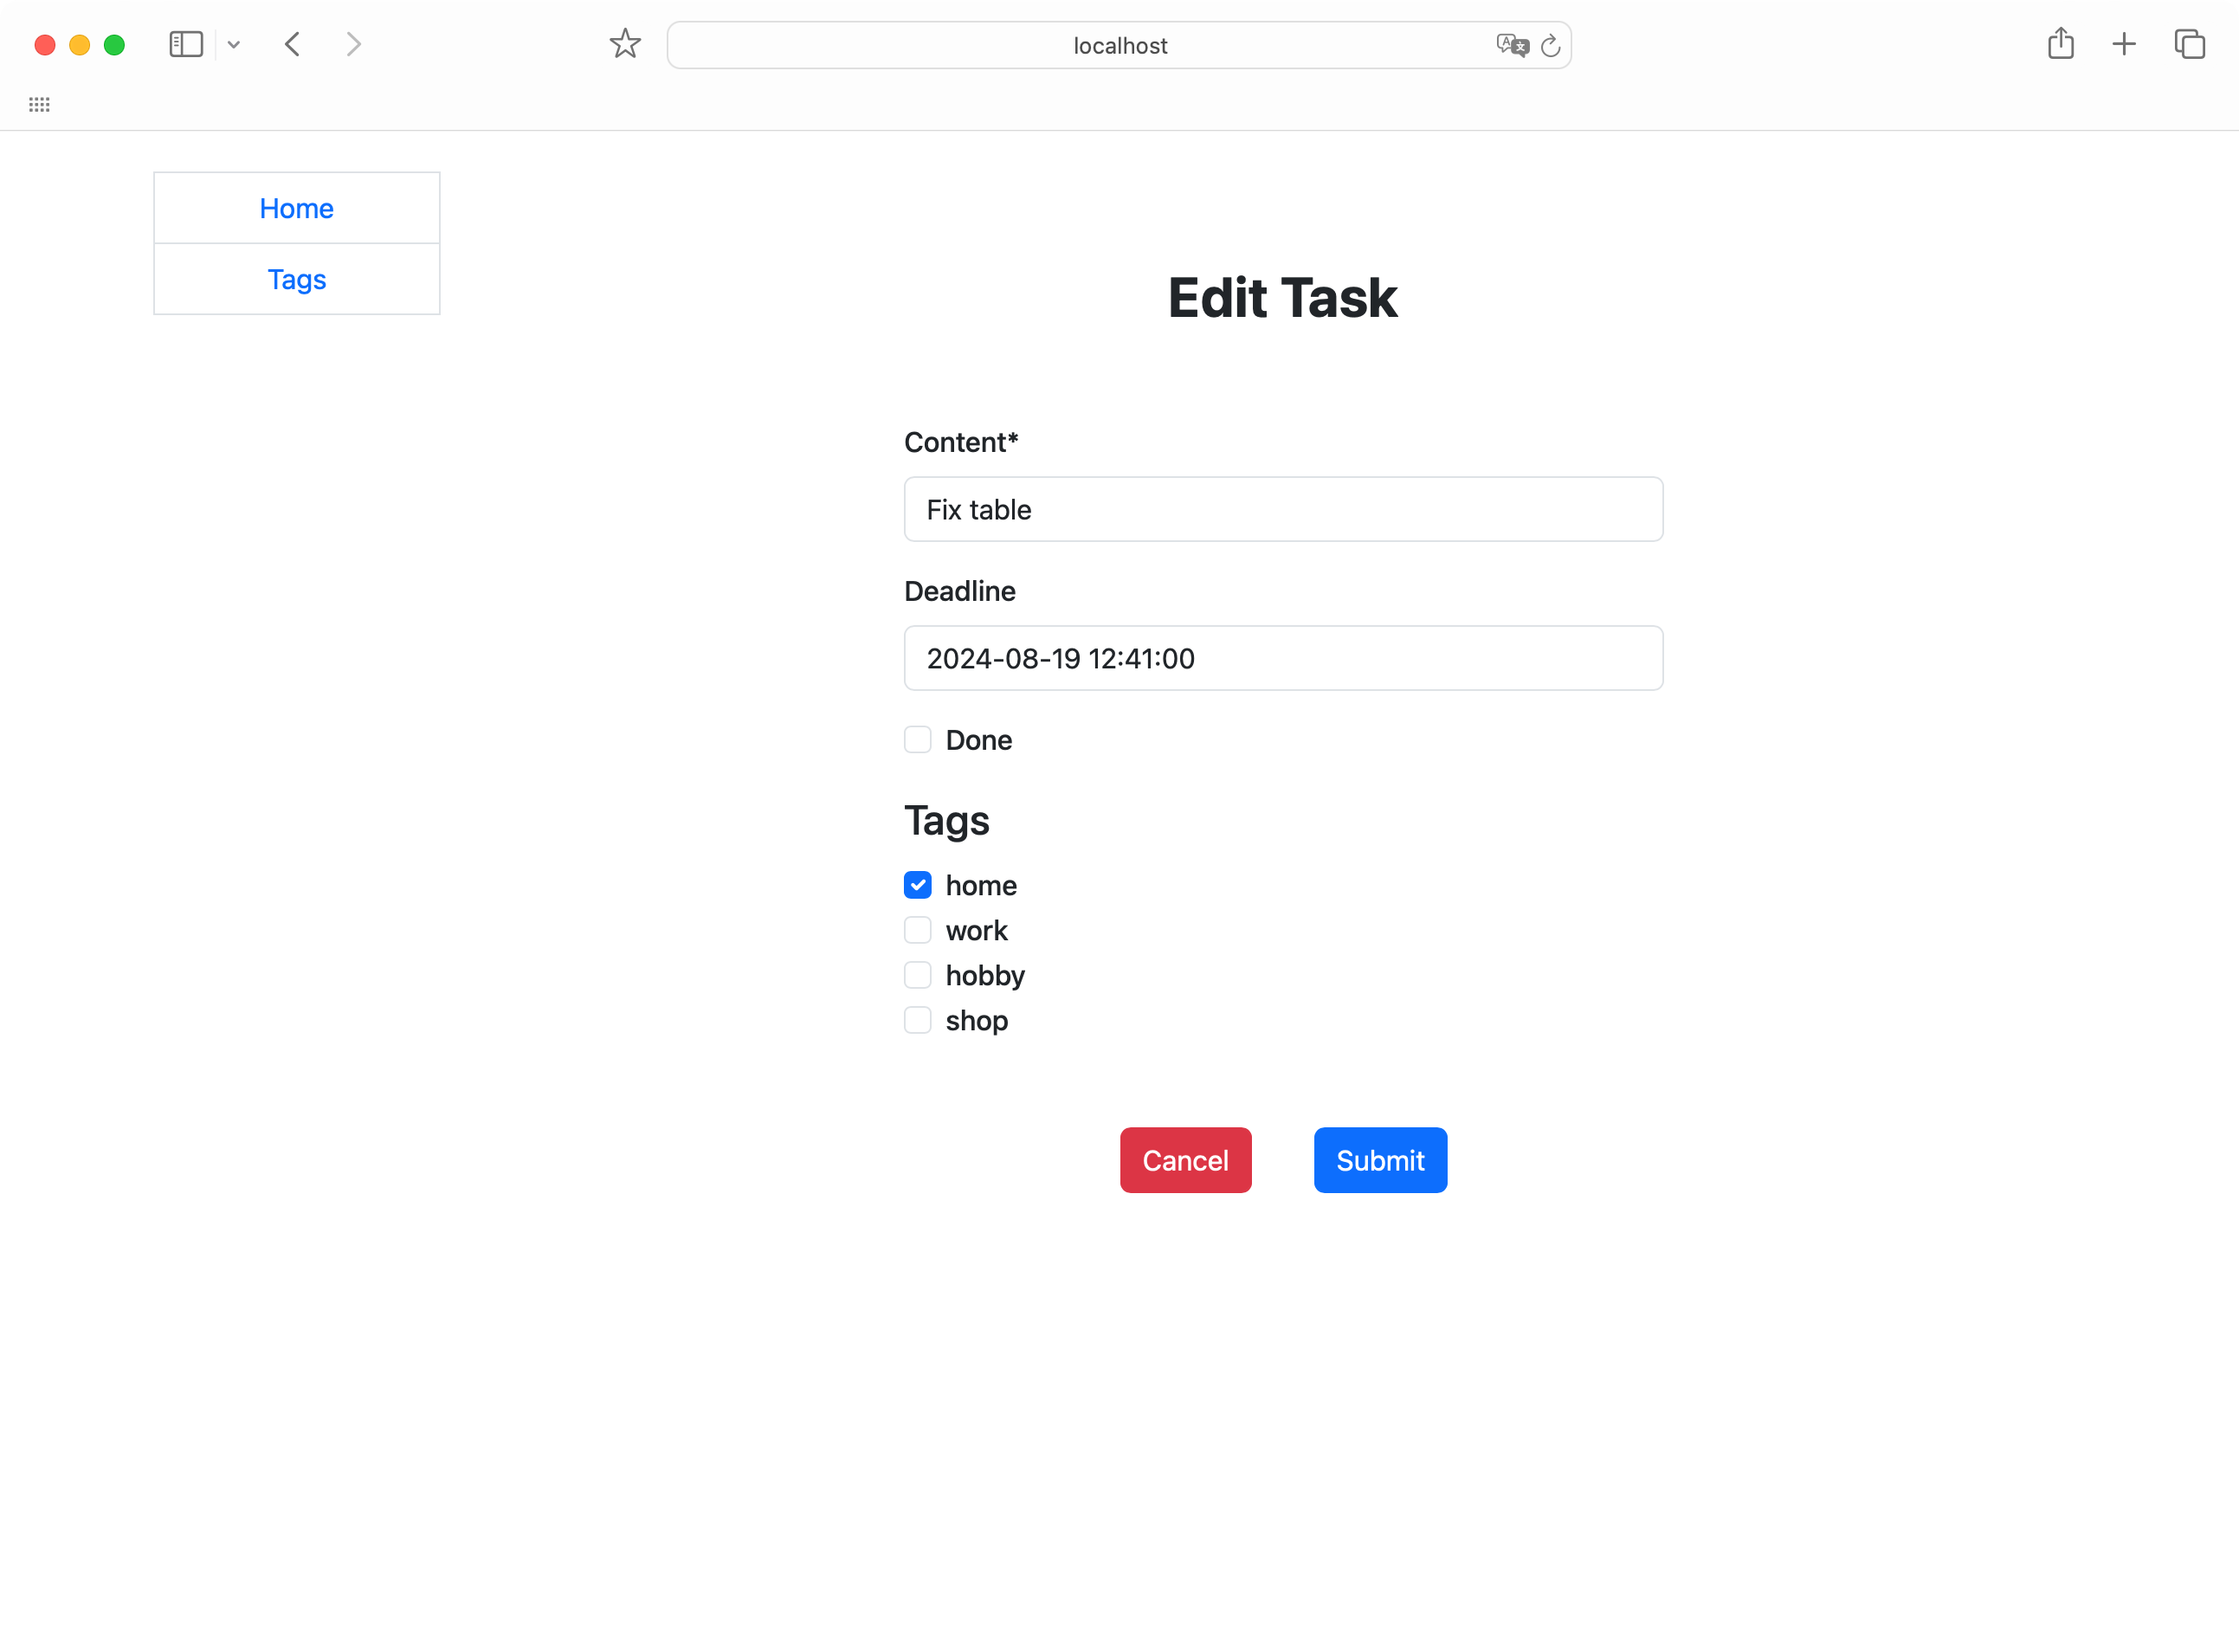 localhost
Home
Tags
Edit Task
Content*
Fix table
Deadline
2024-08-19 12:41:00
Done
Tags
home
work
hobby
shop
Cancel
Submit